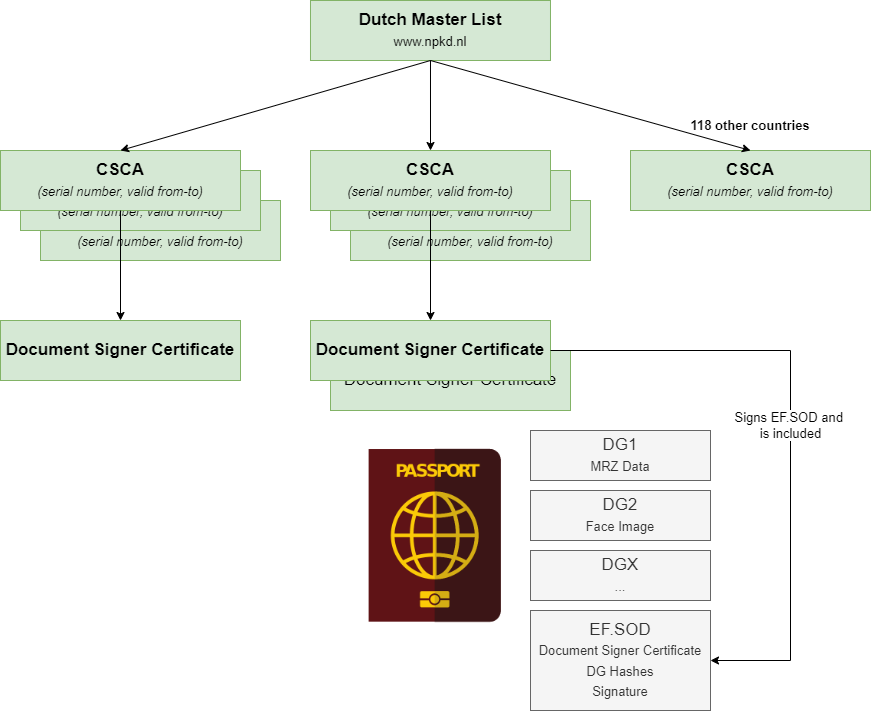 Dutch Master List
www.npkd.nl
118 other countries
CSCA
(serial number, valid from-to)
(serial number, valid from-to)
(serial number, valid from-to)
CSCA
(serial number, valid from-to)
(serial number, valid from-to)
(serial number, valid from-to)
CSCA
(serial number, valid from-to)
Document Signer Certificate
Document Signer Certificate
Document Signer Certificate
Signs EF.SOD and
is included
PASSPORT
DG1
MRZ Data
DG2
Face Image
DGX
...
EF.SOD
Document Signer Certificate
DG Hashes
Signature